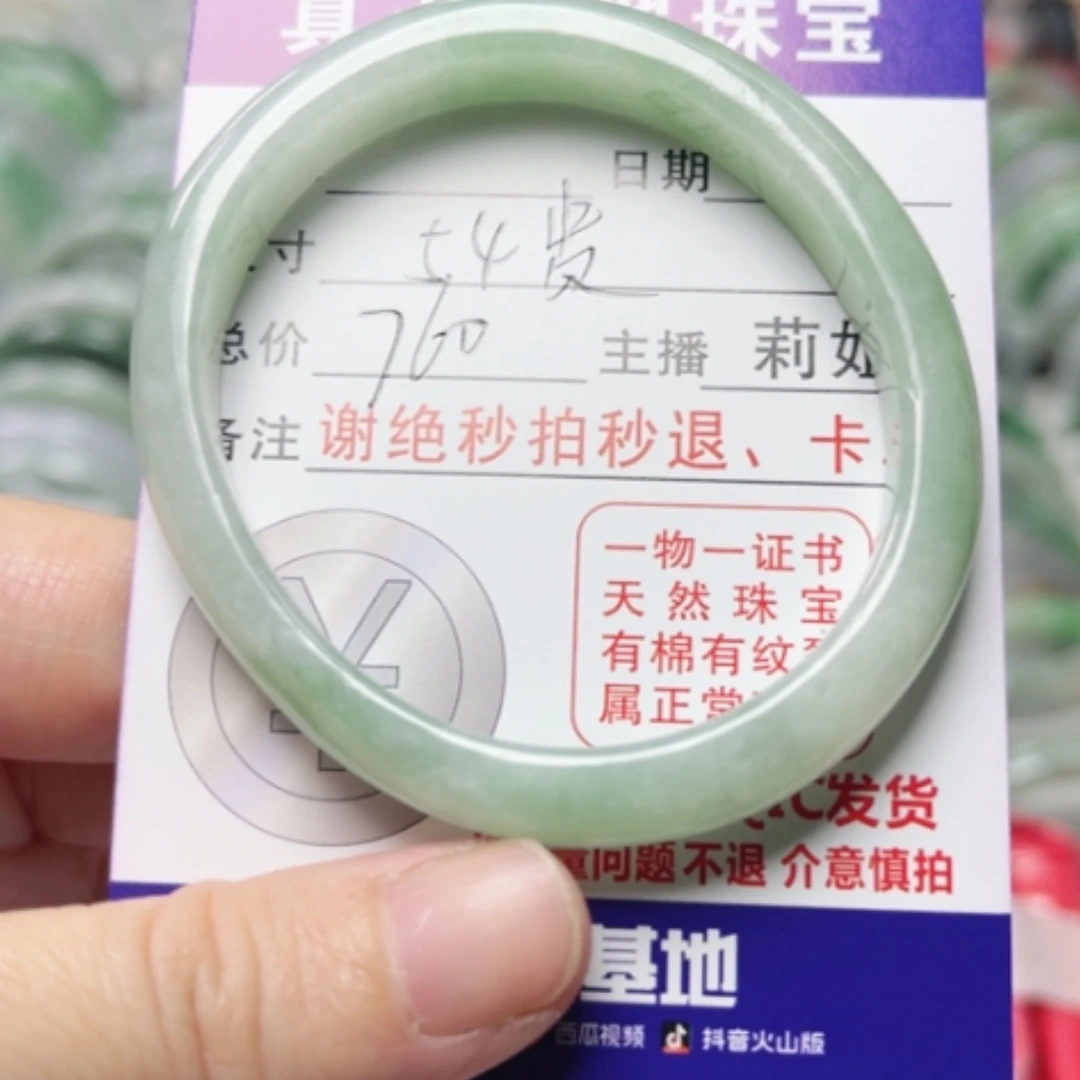 珠宝
日期
寸 54贵
总价 760 主播 莉姐
备注 谢绝秒拍秒退、卡
一物一证书
天然珠宝
有棉有纹
属正常
发货
问题不退 介意慎拍
基地
西瓜视频 抖音火山版